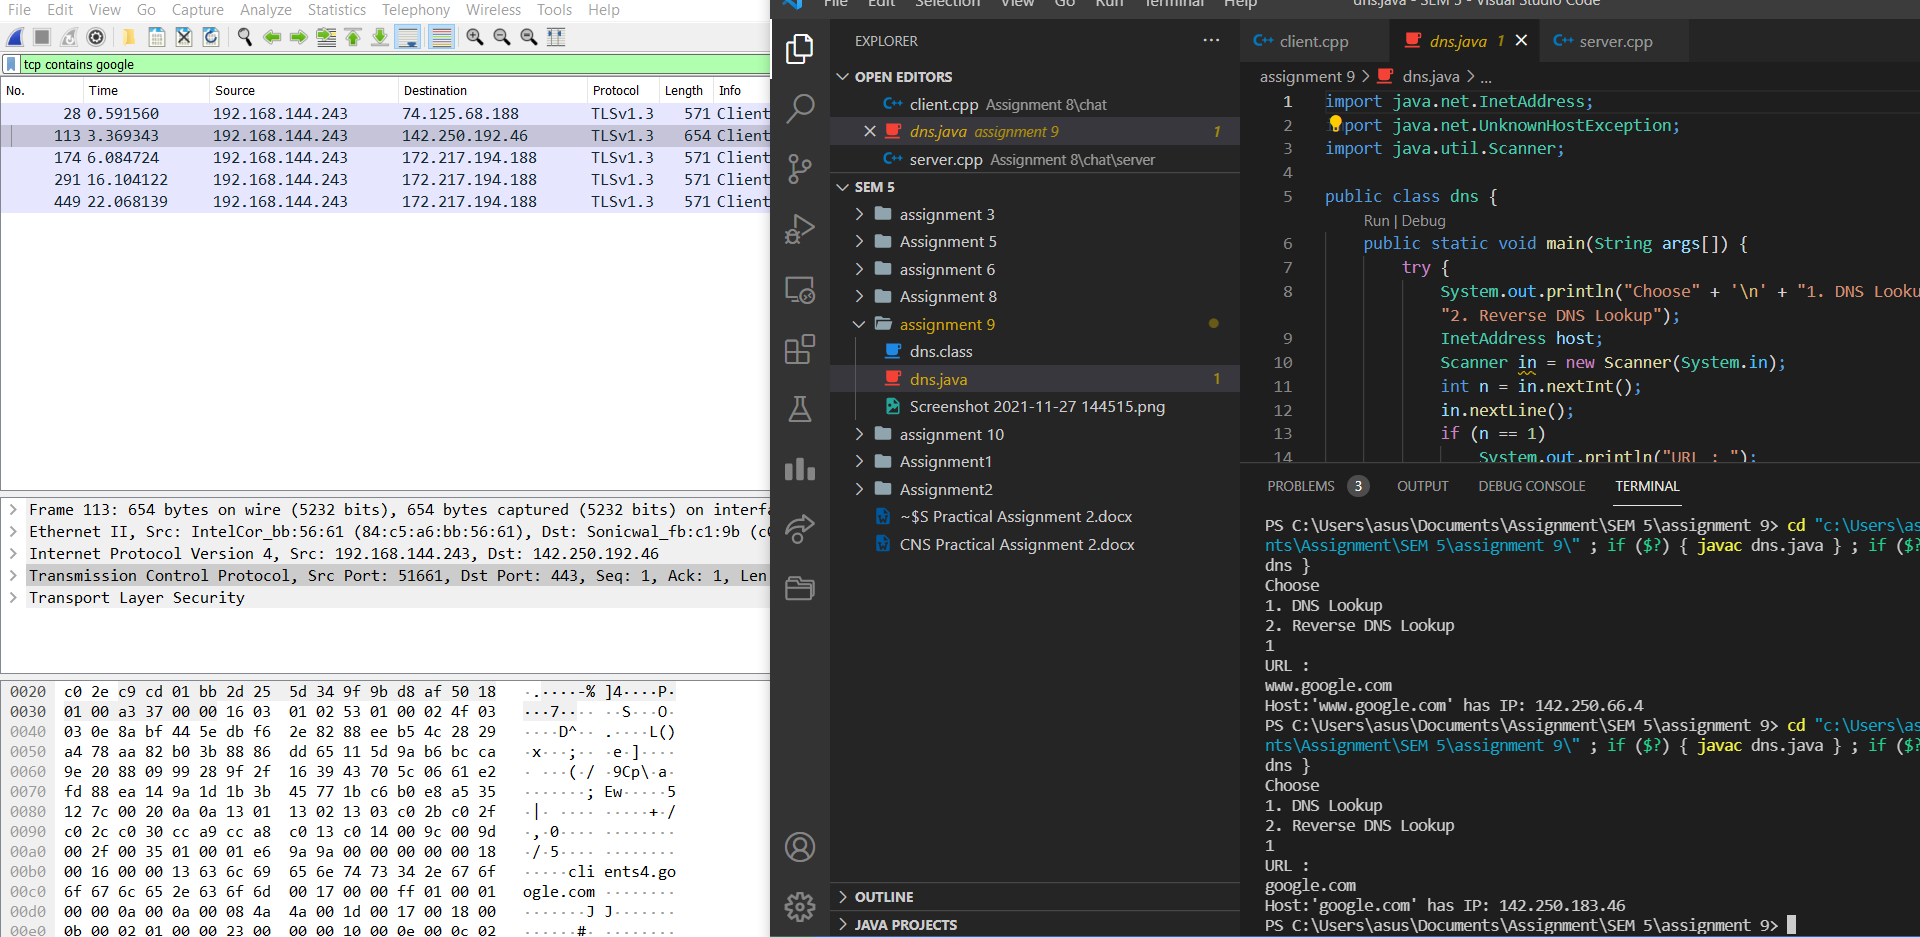 File Edit View Go Capture Analyze Statistics Telephony Wireless Tools Help
tcp contains google
No. Time Source Destination Protocol Length Info
28 0.591560 192.168.144.243 74.125.68.188 TLSv1.3 571 Client
113 3.369343 192.168.144.243 142.250.192.46 TLSv1.3 654 Client
174 6.084724 192.168.144.243 172.217.194.188 TLSv1.3 571 Client
291 16.104122 192.168.144.243 172.217.194.188 TLSv1.3 571 Client
449 22.068139 192.168.144.243 172.217.194.188 TLSv1.3 571 Client
Frame 113: 654 bytes on wire (5232 bits), 654 bytes captured (5232 bits) on interfa
Ethernet II, Src: IntelCor_bb:56:61 (84:c5:a6:bb:56:61), Dst: Sonicwal_fb:c1:9b (c0
Internet Protocol Version 4, Src: 192.168.144.243, Dst: 142.250.192.46
Transmission Control Protocol, Src Port: 51661, Dst Port: 443, Seq: 1, Ack: 1, Len
Transport Layer Security
0020 c0 2e c9 cd 01 bb 2d 25 5d 34 9f 9b d8 af 50 18 .·····-% ]4····P·
0030 01 00 a3 37 00 00 16 03 01 02 53 01 00 02 4f 03 ···7···· ··S···O·
0040 03 0e 8a bf 44 5e db f6 2e 82 88 ee b5 4c 28 29 ····D^·· .····L()
0050 a4 78 aa 82 b0 3b 88 86 dd 65 11 5d 9a b6 bc ca ·x···;·· ·e·]····
0060 9e 20 88 09 99 28 9f 2f 16 39 43 70 5c 06 61 e2 · ···(·/ ·9Cp\·a·
0070 fd 88 ea 14 9a 1d 1b 3b 45 77 1b c6 b0 e8 a5 35 ·······; Ew·····5
0080 12 7c 00 20 0a 0a 13 01 13 02 13 03 c0 2b c0 2f ·|· ···· ·····+·/
0090 c0 2c c0 30 cc a9 cc a8 c0 13 c0 14 00 9c 00 9d ·,·0···· ········
00a0 00 2f 00 35 01 00 01 e6 9a 9a 00 00 00 00 00 18 ·/·5···· ········
00b0 00 16 00 00 13 63 6c 69 65 6e 74 73 34 2e 67 6f ·····cli ents4.go
00c0 6f 67 6c 65 2e 63 6f 6d 00 17 00 00 ff 01 00 01 ogle.com ········
00d0 00 00 0a 00 0a 00 08 4a 4a 00 1d 00 17 00 18 00 ·······J J·······
00e0 0b 00 02 01 00 00 23 00 00 00 10 00 0e 00 0c 02 ······#· ········
File Edit Selection View Go Run Terminal Help dns.java - SEM 5 - Visual Studio Code
EXPLORER
OPEN EDITORS
client.cpp Assignment 8\chat
dns.java assignment 9 1
server.cpp Assignment 8\chat\server
SEM 5
assignment 3
Assignment 5
assignment 6
Assignment 8
assignment 9
dns.class
dns.java 1
Screenshot 2021-11-27 144515.png
assignment 10
Assignment1
Assignment2
~$S Practical Assignment 2.docx
CNS Practical Assignment 2.docx
OUTLINE
JAVA PROJECTS
client.cpp dns.java 1 server.cpp
assignment 9 > dns.java > ...
1 import java.net.InetAddress;
2 import java.net.UnknownHostException;
3 import java.util.Scanner;
4
5 public class dns {
Run | Debug
6 public static void main(String args[]) {
7 try {
8 System.out.println("Choose" + '\n' + "1. DNS Looku
"2. Reverse DNS Lookup");
9 InetAddress host;
10 Scanner in = new Scanner(System.in);
11 int n = in.nextInt();
12 in.nextLine();
13 if (n == 1)
14 System.out.println("URL : ");
PROBLEMS 3 OUTPUT DEBUG CONSOLE TERMINAL
PS C:\Users\asus\Documents\Assignment\SEM 5\assignment 9> cd "c:\Users\as
nts\Assignment\SEM 5\assignment 9\" ; if ($?) { javac dns.java } ; if ($?
dns }
Choose
1. DNS Lookup
2. Reverse DNS Lookup
1
URL :
www.google.com
Host:'www.google.com' has IP: 142.250.66.4
PS C:\Users\asus\Documents\Assignment\SEM 5\assignment 9> cd "c:\Users\as
nts\Assignment\SEM 5\assignment 9\" ; if ($?) { javac dns.java } ; if ($?
dns }
Choose
1. DNS Lookup
2. Reverse DNS Lookup
1
URL :
google.com
Host:'google.com' has IP: 142.250.183.46
PS C:\Users\asus\Documents\Assignment\SEM 5\assignment 9>